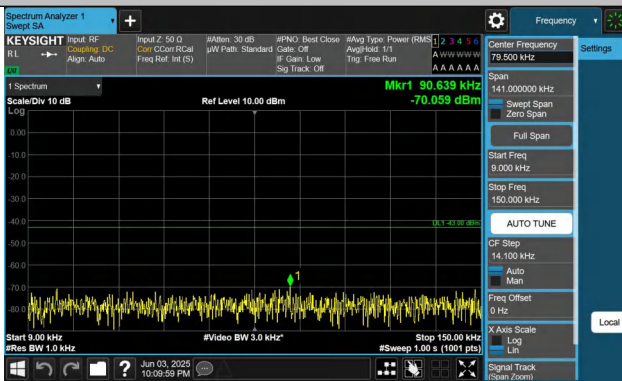 Spectrum Analyzer 1
Swept SA
Frequency
KEYSIGHT
RL
LXI
Input: RF
Coupling: DC
Align: Auto
Input Z: 50 Ω
Corr CCorr RCal
Freq Ref: Int (S)
#Atten: 30 dB
µW Path: Standard
#PNO: Best Close
Gate: Off
IF Gain: Low
Sig Track: Off
#Avg Type: Power (RMS
Avg|Hold: 1/1
Trig: Free Run
1 2 3 4 5 6
A W W W W W
A A A A A A
Center Frequency
79.500 kHz
Settings
1 Spectrum
Scale/Div 10 dB
Log
Ref Level 10.00 dBm
Mkr1 90.639 kHz
-70.059 dBm
0.00
-10.0
-20.0
-30.0
-40.0
-50.0
-60.0
-70.0
-80.0
DL1 -43.00 dBm
1
Start 9.00 kHz
#Res BW 1.0 kHz
#Video BW 3.0 kHz*
Stop 150.00 kHz
#Sweep 1.00 s (1001 pts)
Span
141.000000 kHz
Swept Span
Zero Span
Full Span
Start Freq
9.000 kHz
Stop Freq
150.000 kHz
AUTO TUNE
CF Step
14.100 kHz
Auto
Man
Freq Offset
0 Hz
X Axis Scale
Log
Lin
Signal Track
(Span Zoom)
Local
?
Jun 03, 2025
10:09:59 PM